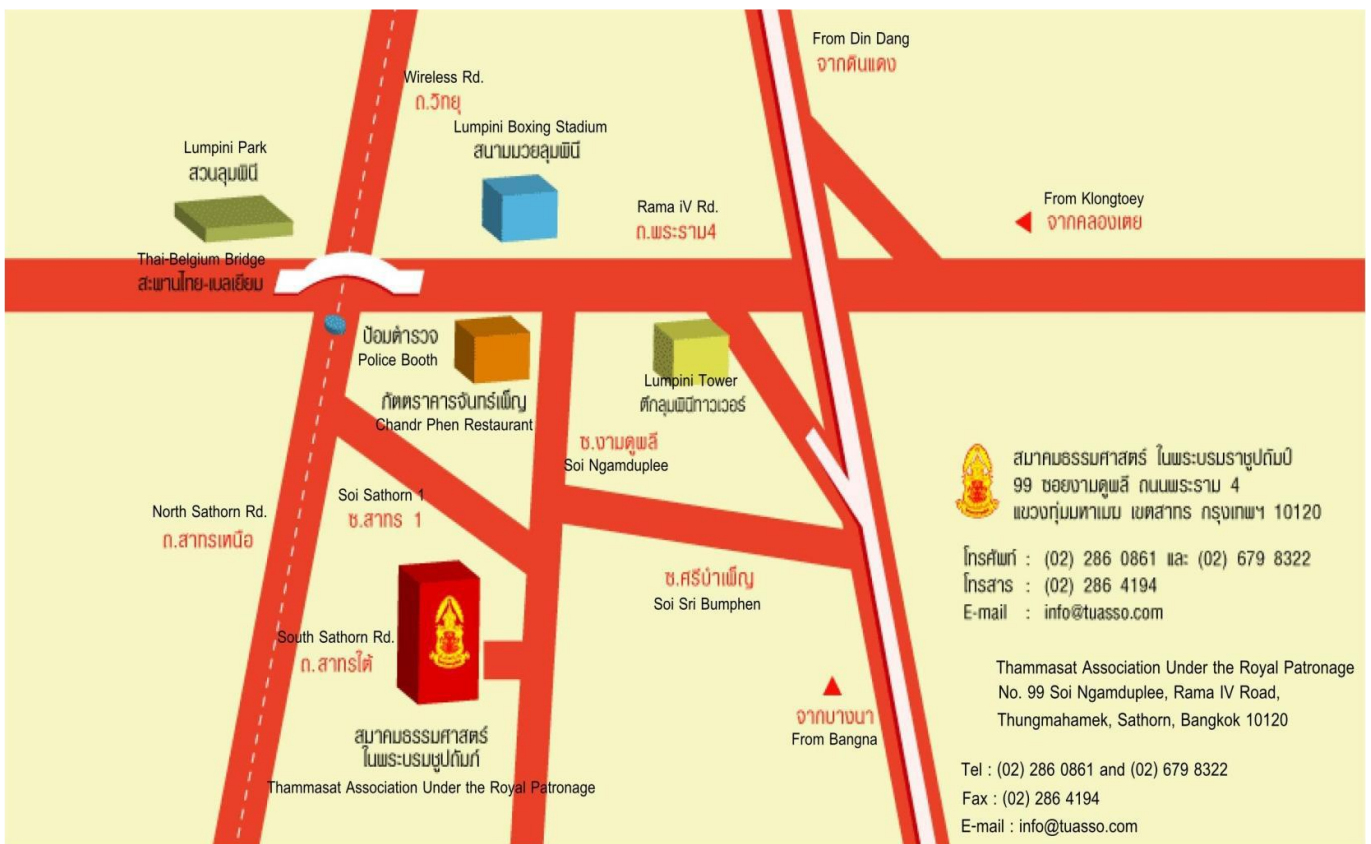 From Din Dang
จากดินแดง
Wireless Rd.
ถ.วิทยุ
Lumpini Boxing Stadium
สนามมวยลุมพินี
Lumpini Park
สวนลุมพินี
From Klongtoey
จากคลองเตย
Rama iV Rd.
ถ.พระราม4
Thai-Belgium Bridge
สะพานไทย-เบลเยียม
ป้อมตำรวจ
Police Booth
Lumpini Tower
ตึกลุมพินีทาวเวอร์
ภัตตาคารจันทร์เพ็ญ
Chandr Phen Restaurant
ซ.งามดูพลี
Soi Ngamduplee
Soi Sathorn 1
ซ.สาทร 1
North Sathorn Rd.
ถ.สาทรเหนือ
ซ.ศรีบำเพ็ญ
Soi Sri Bumphen
South Sathorn Rd.
ถ.สาทรใต้
จากบางนา
From Bangna
สมาคมธรรมศาสตร์
ในพระบรมชูปถัมภ์
Thammasat Association Under the Royal Patronage
สมาคมธรรมศาสตร์ ในพระบรมราชูปถัมป์
99 ซอยงามดูพลี ถนนพระราม 4
แขวงทุ่มมหาเมฆ เขตสาทร กรุงเทพฯ 10120
โทรศัพท์ : (02) 286 0861 และ (02) 679 8322
โทรสาร : (02) 286 4194
E-mail : info@tuasso.com
Thammasat Association Under the Royal Patronage
No. 99 Soi Ngamduplee, Rama IV Road,
Thungmahamek, Sathorn, Bangkok 10120
Tel : (02) 286 0861 and (02) 679 8322
Fax : (02) 286 4194
E-mail : info@tuasso.com